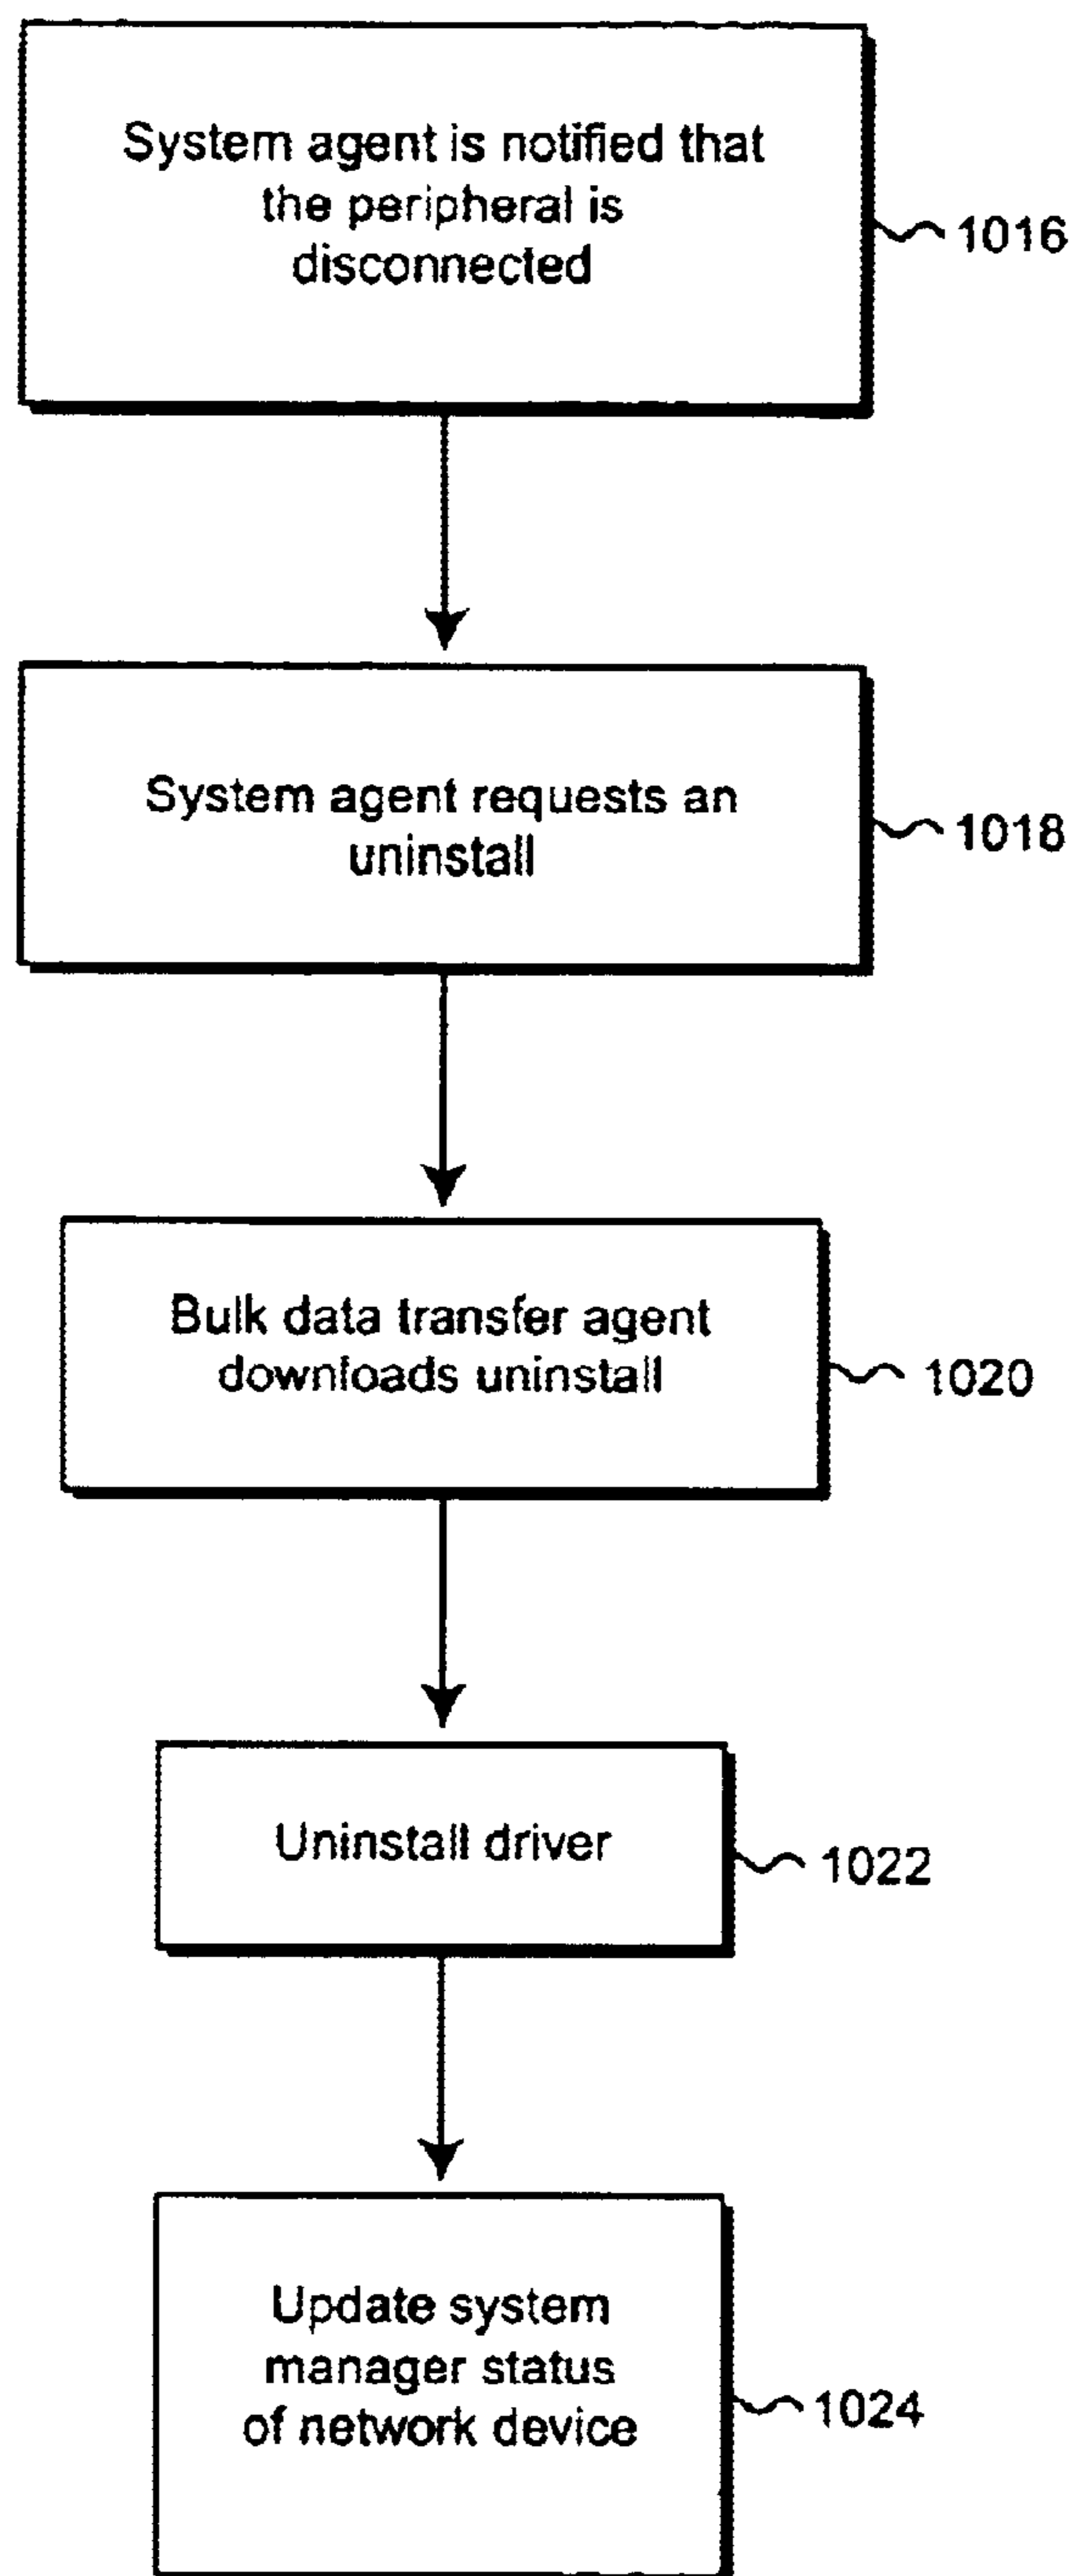 System agent is notified that
the peripheral is
disconnected
1016
System agent requests an
uninstall
1018
Bulk data transfer agent
downloads uninstall
1020
Uninstall driver
1022
Update system
manager status
of network device
1024